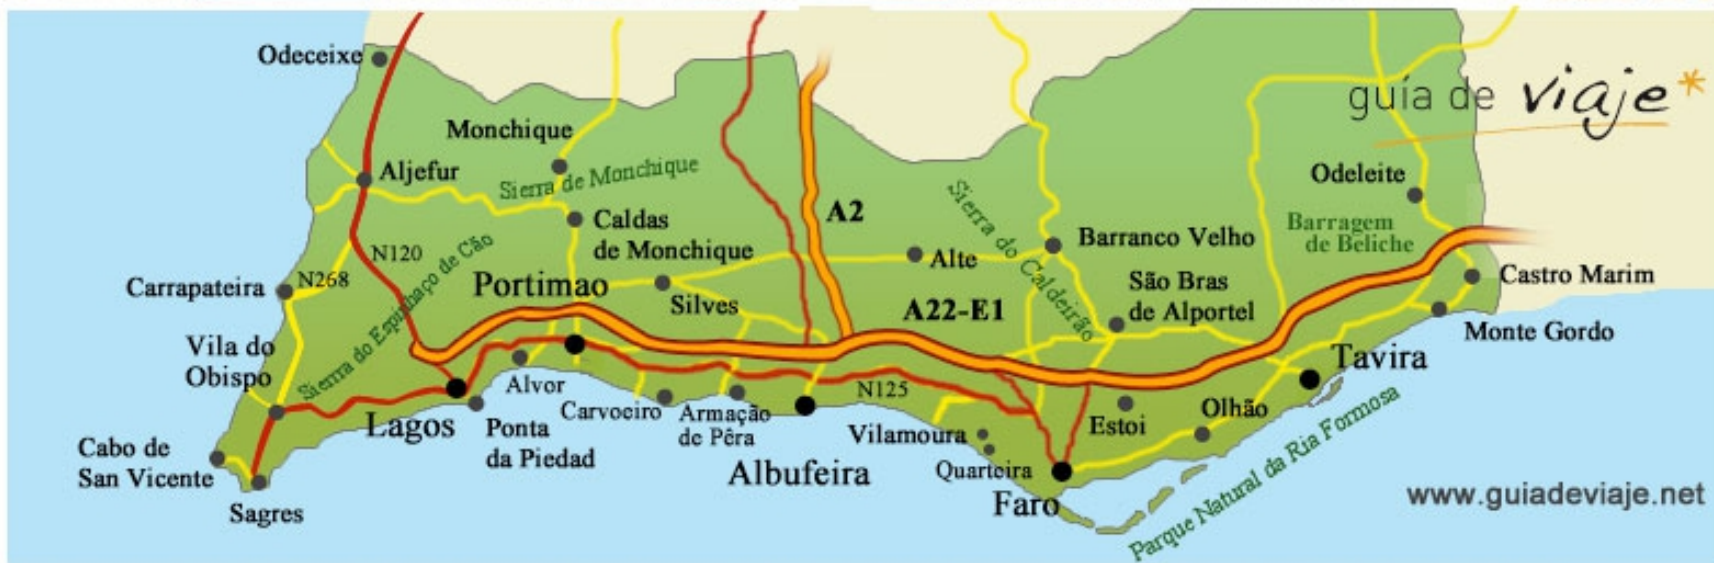 Odeceixe
guía de viaje*
Monchique
Aljefur
Sierra de Monchique
Odeleite
Caldas
de Monchique
A2
Sierra do Caldeirão
Barragem
de Beliche
Barranco Velho
N120
Sierra do Espinhaço de Cão
Alte
N268
Carrapateira
Portimao
Silves
A22-E1
São Bras
de Alportel
Castro Marim
Monte Gordo
Vila do
Obispo
Tavira
Alvor
Carvoeiro
N125
Armação
de Pêra
Estoi
Olhão
Lagos
Ponta
da Piedad
Vilamoura
Parque Natural da Ria Formosa
Cabo de
San Vicente
Albufeira
Quarteira
Faro
www.guiadeviaje.net
Sagres